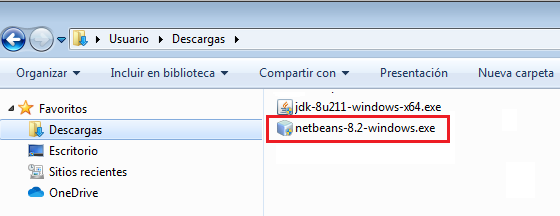 Usuario ▸ Descargas ▸
Organizar Incluir en biblioteca Compartir con Presentación Nueva carpeta
Favoritos
Descargas
Escritorio
Sitios recientes
OneDrive
jdk-8u211-windows-x64.exe
netbeans-8.2-windows.exe